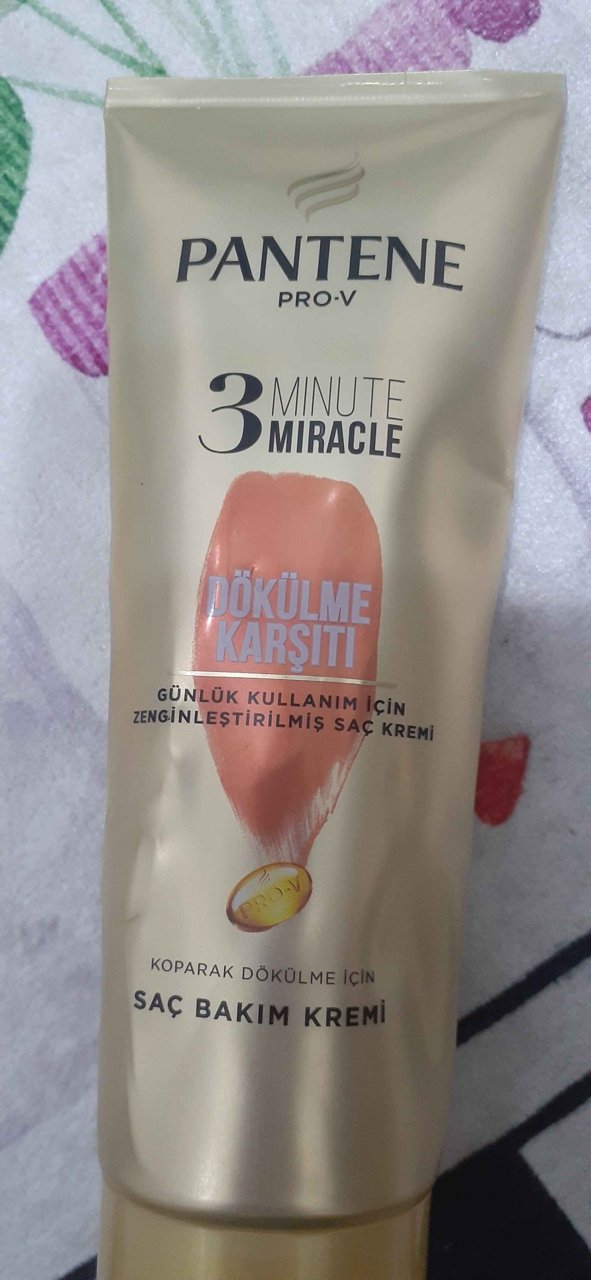 PANTENE
PRO-V
3 MINUTE
MIRACLE
DÖKÜLME
KARŞITI
GÜNLÜK KULLANIM İÇİN
ZENGİNLEŞTİRİLMİŞ SAÇ KREMİ
PRO-V
KOPARAK DÖKÜLME İÇİN
SAÇ BAKIM KREMİ